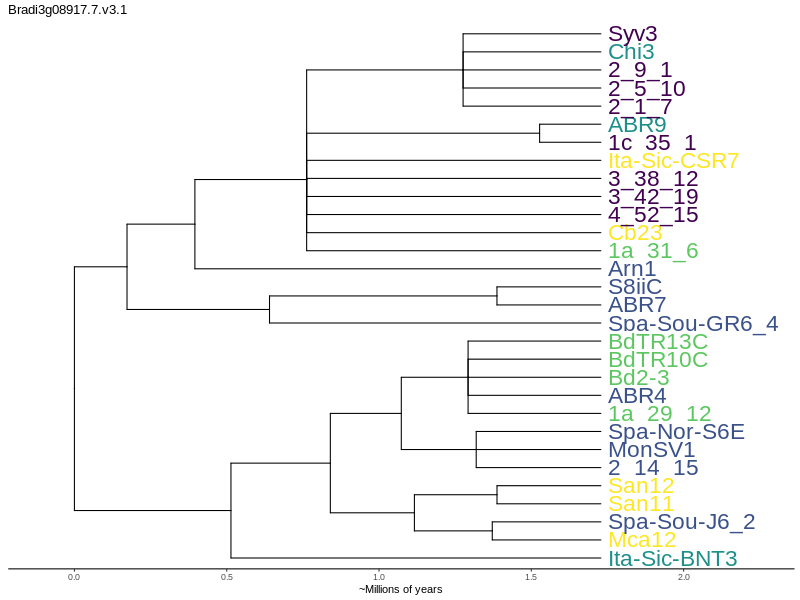 Bradi3g08917.7.v3.1
Syv3
Chi3
2_9_1
2_5_10
2_1_7
ABR9
1c_35_1
Ita-Sic-CSR7
3_38_12
3_42_19
4_52_15
Cb23
1a_31_6
Arn1
S8iiC
ABR7
Spa-Sou-GR6_4
BdTR13C
BdTR10C
Bd2-3
ABR4
1a_29_12
Spa-Nor-S6E
MonSV1
2_14_15
San12
San11
Spa-Sou-J6_2
Mca12
Ita-Sic-BNT3
0.0 0.5 1.0 1.5 2.0
~Millions of years